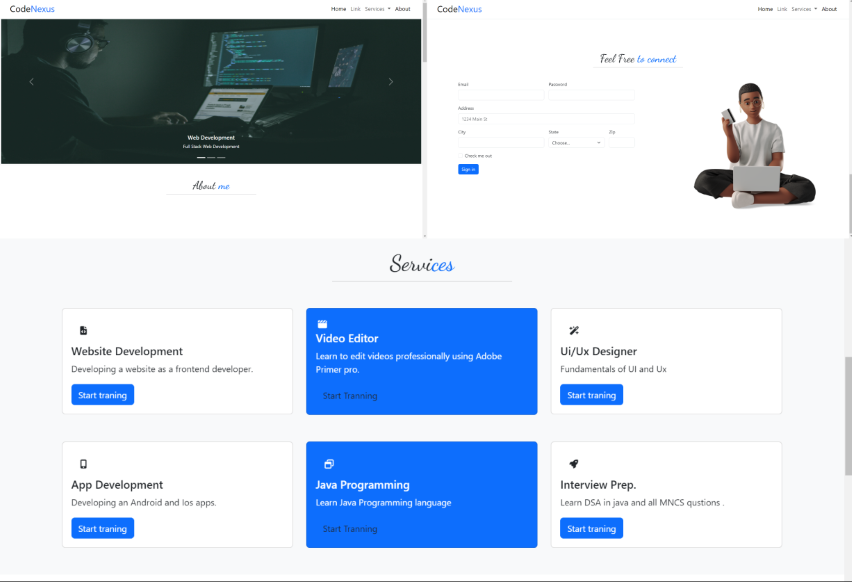 CodeNexus
Home Link Services About
Web Development
Full Stack Web Development
About me
CodeNexus
Home Link Services About
Feel Free to connect
Email Password
Address
1234 Main St
City State Zip
Choose...
Check me out
Sign in
Services
Website Development
Developing a website as a frontend developer.
Start traning
Video Editor
Learn to edit videos professionally using Adobe
Primer pro.
Start Tranning
Ui/Ux Designer
Fundamentals of UI and Ux
Start traning
App Development
Developing an Android and Ios apps.
Start traning
Java Programming
Learn Java Programming language
Start Tranning
Interview Prep.
Learn DSA in java and all MNCS qustions .
Start traning